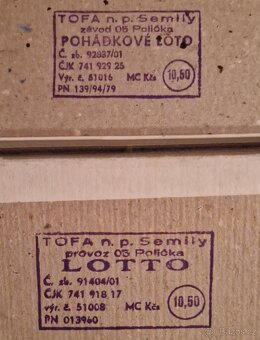 TOFA n. p. Semily
závod 05 Polička
POHÁDKOVÉ LOTO
Č. zb. 92837/01
ČJK 741 929 25
Výr. č. 51016 MC Kčs 10,50
PN 139/94/79
TOFA n. p. Semily
provoz 05 Polička
LOTTO
Č. zb. 91404/01
ČJK 741 918,17
výr. č. 51008 MC Kčs 10,50
PN 013960